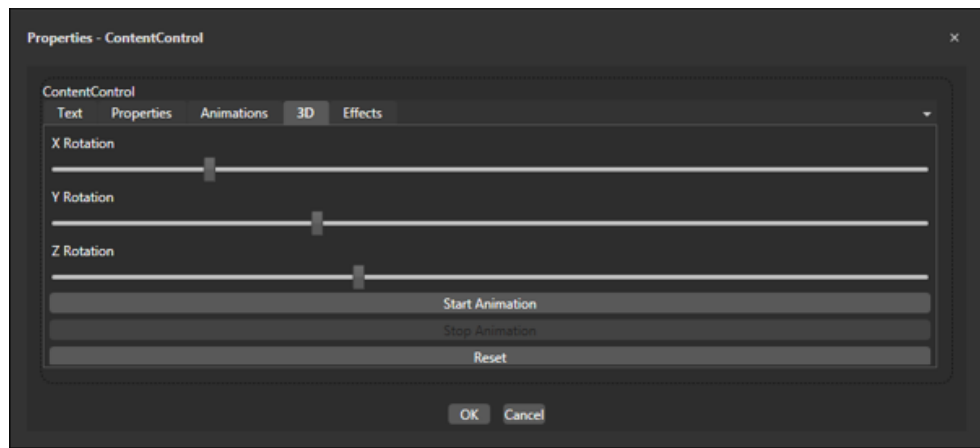 Properties - ContentControl
ContentControl
Text Properties Animations 3D Effects
X Rotation
Y Rotation
Z Rotation
Start Animation
Stop Animation
Reset
OK Cancel